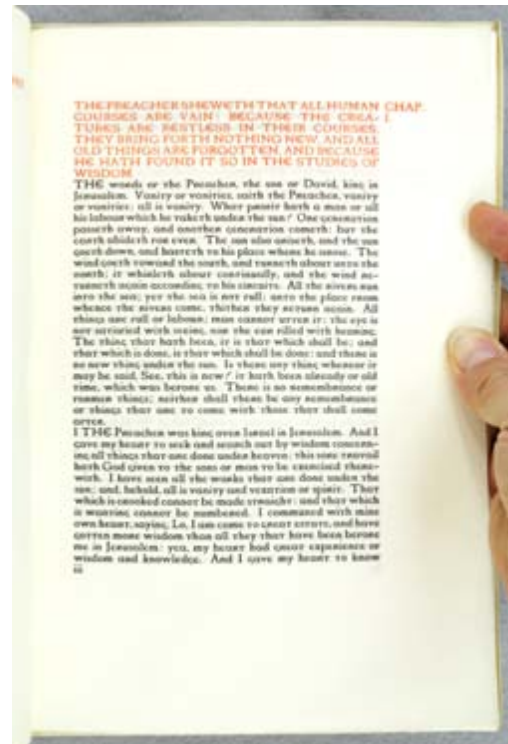 THE PREACHER SHEWETH THAT ALL HUMAN CHAP.
COURSES ARE VAIN: BECAUSE THE CREA- I
TURES ARE RESTLESS IN THEIR COURSES,
THEY BRING FORTH NOTHING NEW, AND ALL
OLD THINGS ARE FORGOTTEN, AND BECAUSE
HE HATH FOUND IT SO IN THE STUDIES OF
WISDOM
THE words of the Preacher, the son of David, king in
Jerusalem. Vanity of vanities, saith the Preacher, vanity
of vanities; all is vanity. What profit hath a man of all
his labour which he taketh under the sun? One generation
passeth away, and another generation cometh: but the
earth abideth for ever. The sun also ariseth, and the sun
goeth down, and hasteth to his place where he arose. The
wind goeth toward the south, and turneth about unto the
north; it whirleth about continually, and the wind re-
turneth again according to his circuits. All the rivers run
into the sea; yet the sea is not full: unto the place from
whence the rivers come, thither they return again. All
things are full of labour; man cannot utter it: the eye is
not satisfied with seeing, nor the ear filled with hearing.
The thing that hath been, it is that which shall be; and
that which is done, is that which shall be done: and there is
no new thing under the sun. Is there any thing whereof it
may be said, See, this is new? it hath been already of old
time, which was before us. There is no remembrance of
former things; neither shall there be any remembrance
of things that are to come with those that shall come
after.
I THE Preacher was king over Israel in Jerusalem. And I
gave my heart to seek and search out by wisdom concern-
ing all things that are done under heaven: this sore travail
hath God given to the sons of man to be exercised there-
with. I have seen all the works that are done under the
sun; and, behold, all is vanity and vexation of spirit. That
which is crooked cannot be made straight: and that which
is wanting cannot be numbered. I communed with mine
own heart, saying, Lo, I am come to great estate, and have
gotten more wisdom than all they that have been before
me in Jerusalem: yea, my heart had great experience of
wisdom and knowledge. And I gave my heart to know
iii